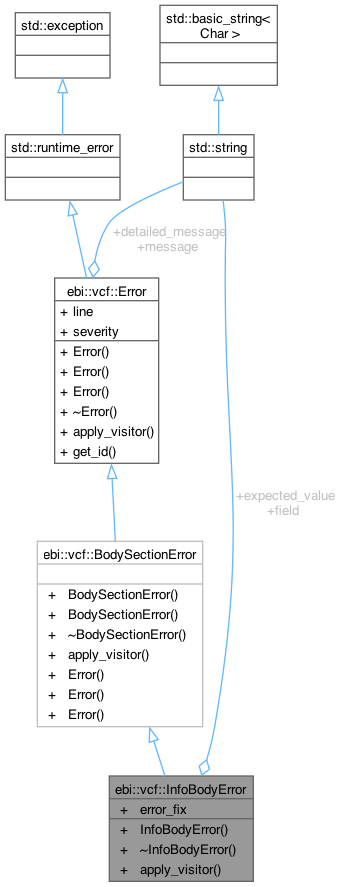 std::exception
std::basic_string<
Char >
std::runtime_error
std::string
+detailed_message
+message
ebi::vcf::Error
+ line
+ severity
+ Error()
+ Error()
+ Error()
+ ~Error()
+ apply_visitor()
+ get_id()
+expected_value
+field
ebi::vcf::BodySectionError
+ BodySectionError()
+ BodySectionError()
+ ~BodySectionError()
+ apply_visitor()
+ Error()
+ Error()
+ Error()
ebi::vcf::InfoBodyError
+ error_fix
+ InfoBodyError()
+ ~InfoBodyError()
+ apply_visitor()